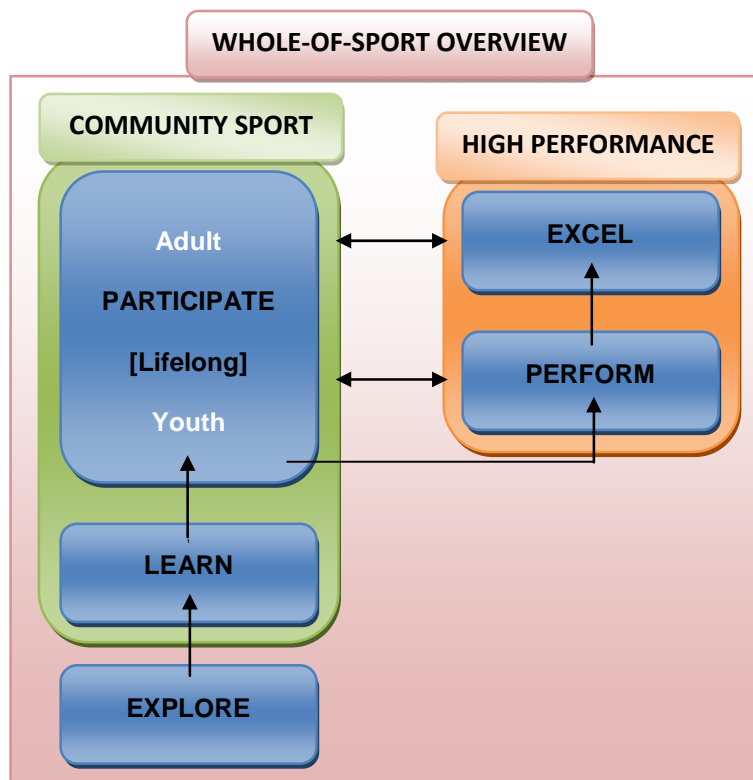 WHOLE-OF-SPORT OVERVIEW
COMMUNITY SPORT
Adult
PARTICIPATE
[Lifelong]
Youth
LEARN
EXPLORE
HIGH PERFORMANCE
EXCEL
PERFORM